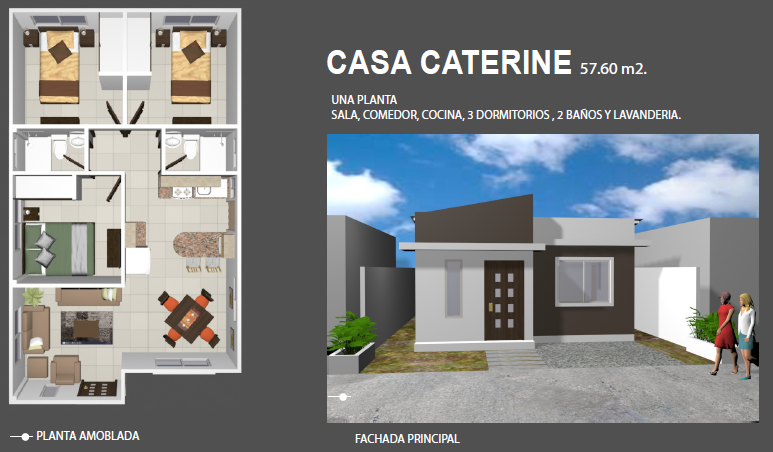 CASA CATERINE 57.60 m2.
UNA PLANTA
SALA, COMEDOR, COCINA, 3 DORMITORIOS , 2 BAÑOS Y LAVANDERIA.
PLANTA AMOBLADA
FACHADA PRINCIPAL